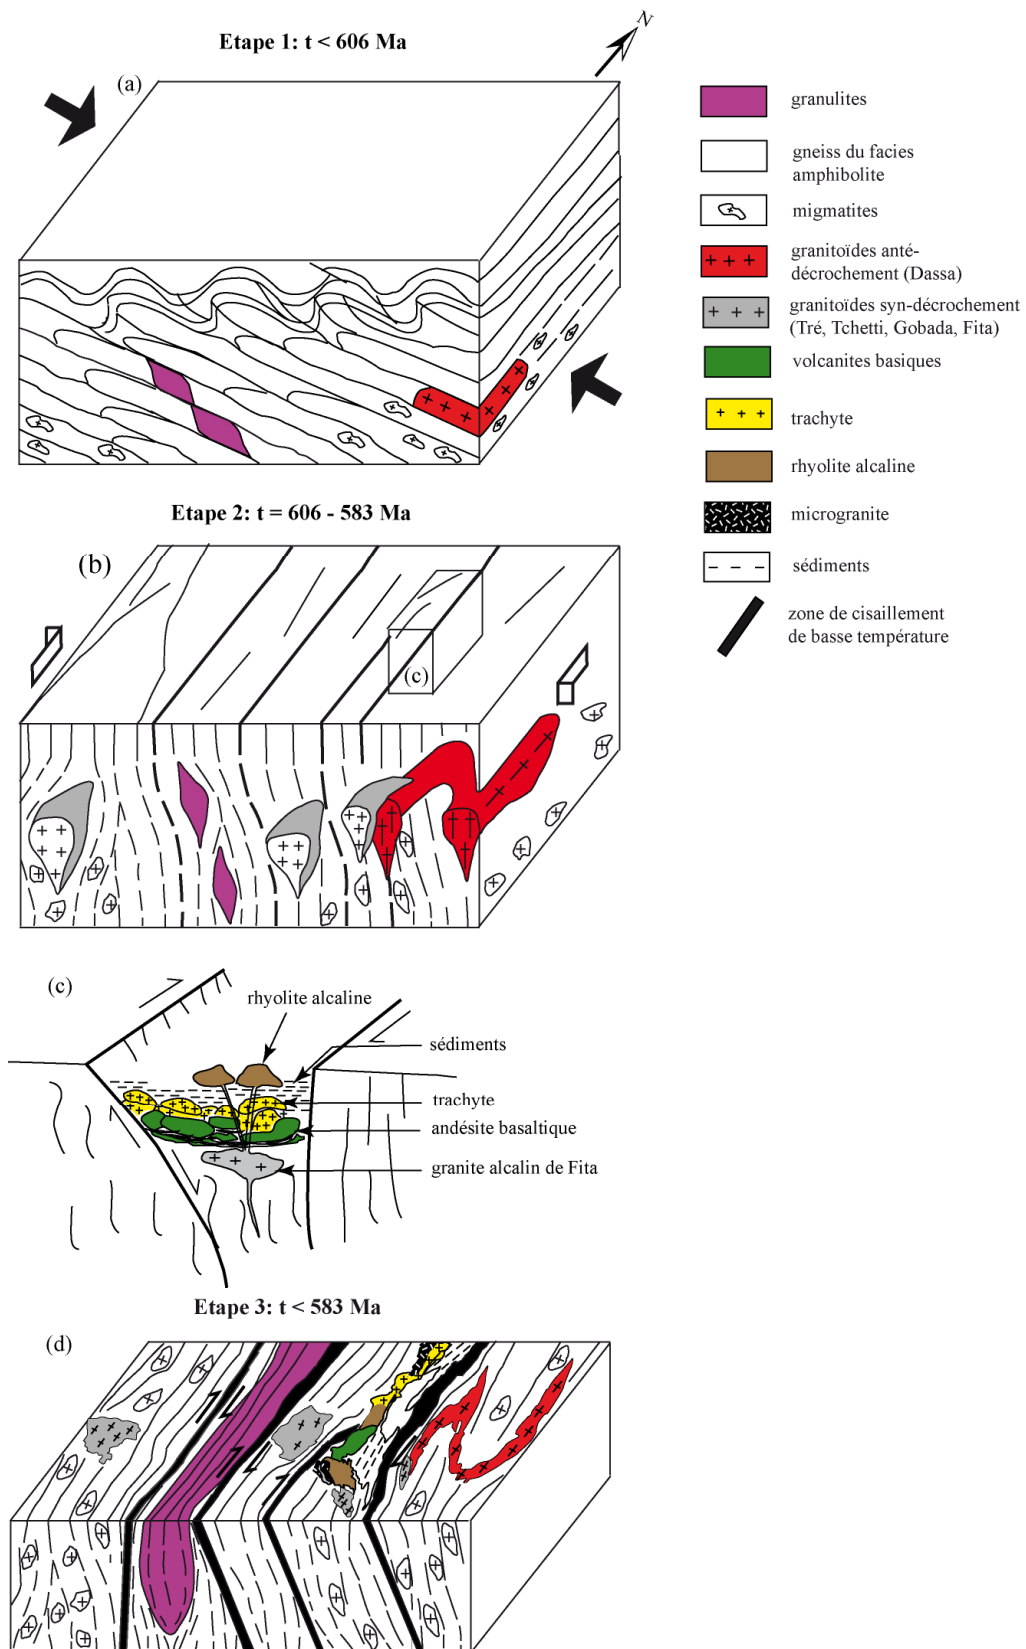 Etape 1: t < 606 Ma
N
(a)
granulites
gneiss du facies
amphibolite
migmatites
granitoïdes anté-
décrochement (Dassa)
granitoïdes syn-décrochement
(Tré, Tchetti, Gobada, Fita)
volcanites basiques
trachyte
rhyolite alcaline
microgranite
sédiments
zone de cisaillement
de basse température
Etape 2: t = 606 - 583 Ma
(b)
(c)
(c)
rhyolite alcaline
sédiments
trachyte
andésite basaltique
granite alcalin de Fita
Etape 3: t < 583 Ma
(d)